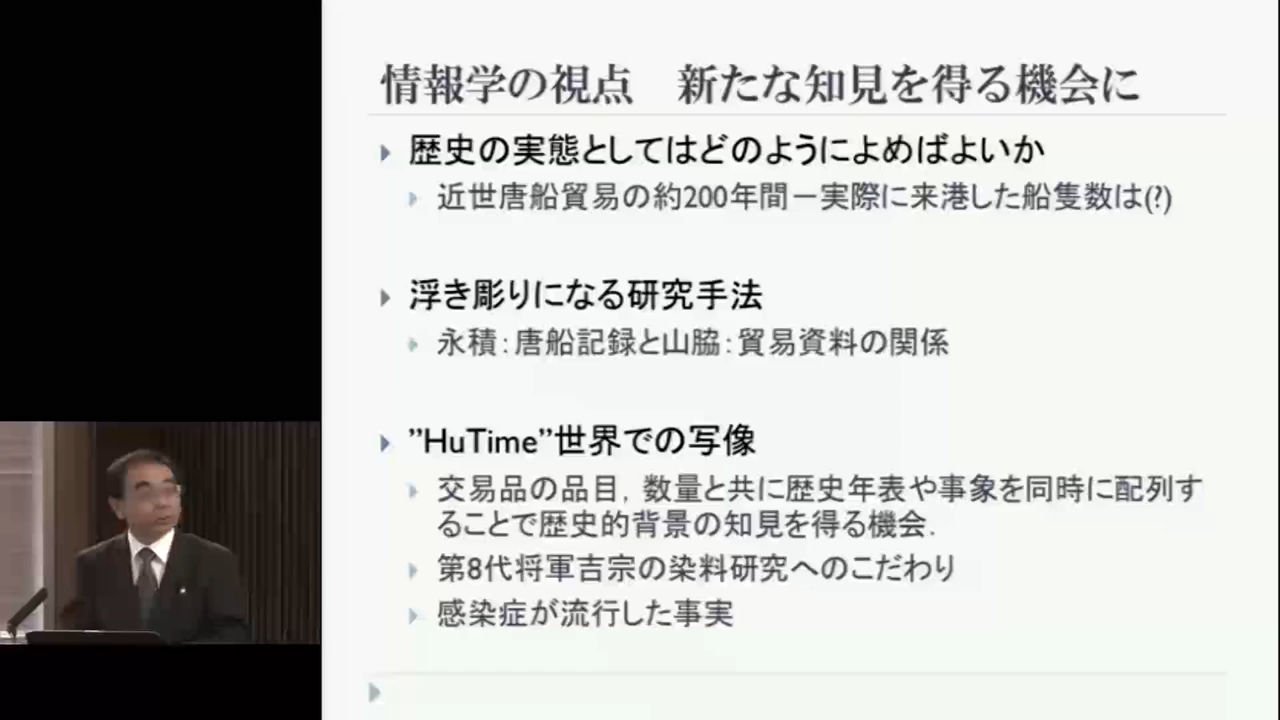 情報学の視点　新たな知見を得る機会に
歴史の実態としてはどのようによめばよいか
近世唐船貿易の約200年間－実際に来港した船隻数は(?)
浮き彫りになる研究手法
永積：唐船記録と山脇：貿易資料の関係
”HuTime”世界での写像
交易品の品目，数量と共に歴史年表や事象を同時に配列す
ることで歴史的背景の知見を得る機会．
第8代将軍吉宗の染料研究へのこだわり
感染症が流行した事実